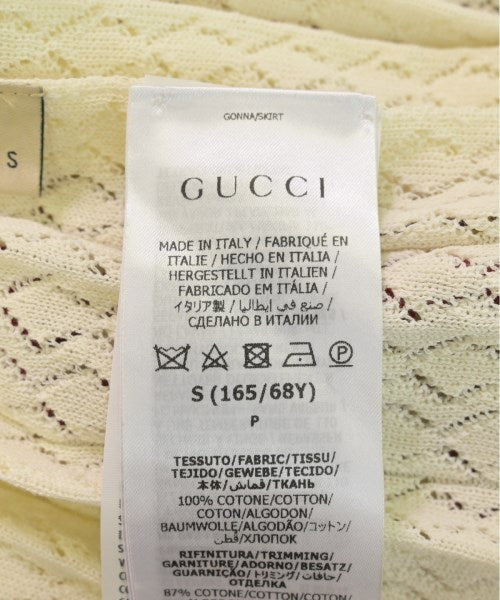 GONNA/SKIRT
S
GUCCI
MADE IN ITALY / FABRIQUÉ EN
ITALIE / HECHO EN ITALIA /
HERGESTELLT IN ITALIEN /
FABRICADO EM ITÁLIA /
イタリア製 / صنع في إيطاليا /
СДЕЛАНО В ИТАЛИИ
S (165/68Y)
P
TESSUTO/FABRIC/TISSU/
TEJIDO/GEWEBE/TECIDO/
本体/قماش/ТКАНЬ
100% COTONE/COTTON/
COTON/ALGODON/
BAUMWOLLE/ALGODÃO/コットン/
قطن/ХЛОПОК
RIFINITURA/TRIMMING/
GARNITURE/ADORNO/BESATZ/
GUARNIÇÃO/トリミング/حافات/
ОТДЕЛКА
87% COTONE/COTTON/